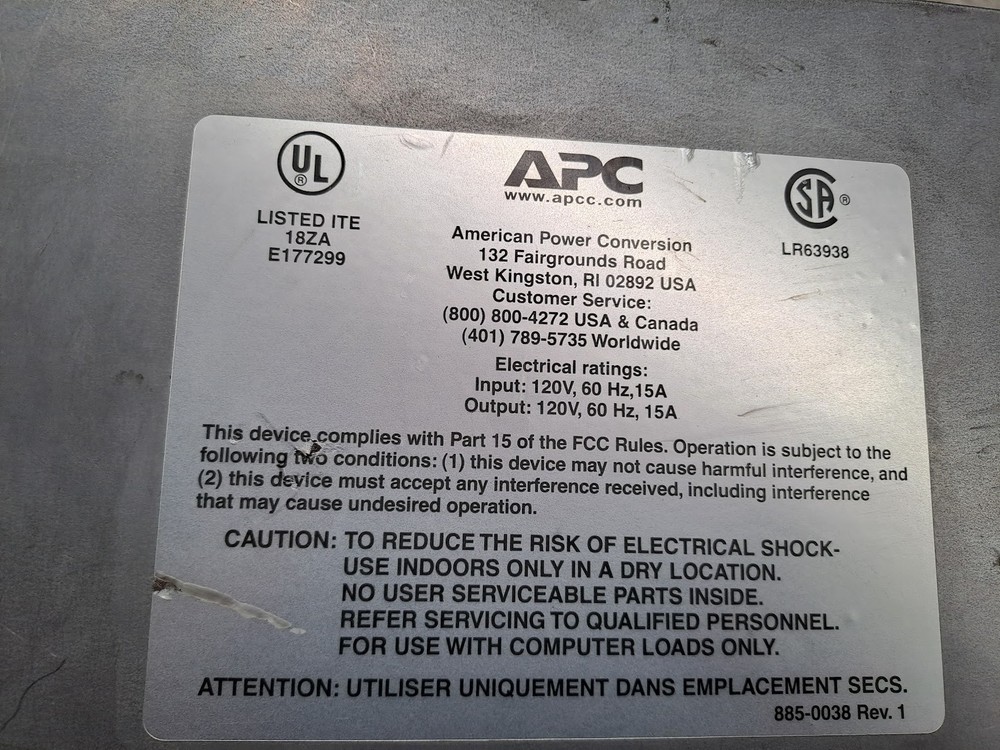 UL
®
LISTED ITE
18ZA
E177299
APC
www.apcc.com
SA ®
LR63938
American Power Conversion
132 Fairgrounds Road
West Kingston, RI 02892 USA
Customer Service:
(800) 800-4272 USA & Canada
(401) 789-5735 Worldwide
Electrical ratings:
Input: 120V, 60 Hz,15A
Output: 120V, 60 Hz, 15A
This device complies with Part 15 of the FCC Rules. Operation is subject to the
following two conditions: (1) this device may not cause harmful interference, and
(2) this device must accept any interference received, including interference
that may cause undesired operation.
CAUTION: TO REDUCE THE RISK OF ELECTRICAL SHOCK-
USE INDOORS ONLY IN A DRY LOCATION.
NO USER SERVICEABLE PARTS INSIDE.
REFER SERVICING TO QUALIFIED PERSONNEL.
FOR USE WITH COMPUTER LOADS ONLY.
ATTENTION: UTILISER UNIQUEMENT DANS EMPLACEMENT SECS.
885-0038 Rev. 1